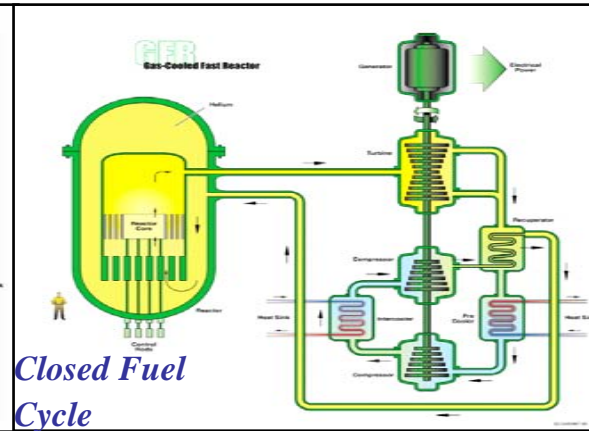 GFR
Gas-Cooled Fast Reactor
Generator
Electrical
Power
Helium
Turbine
Recuperator
Reactor
Core
Compressor
Heat Sink
Intercooler
Pre
Cooler
Heat Sink
Reactor
Control
Rods
Compressor
Closed Fuel
Cycle